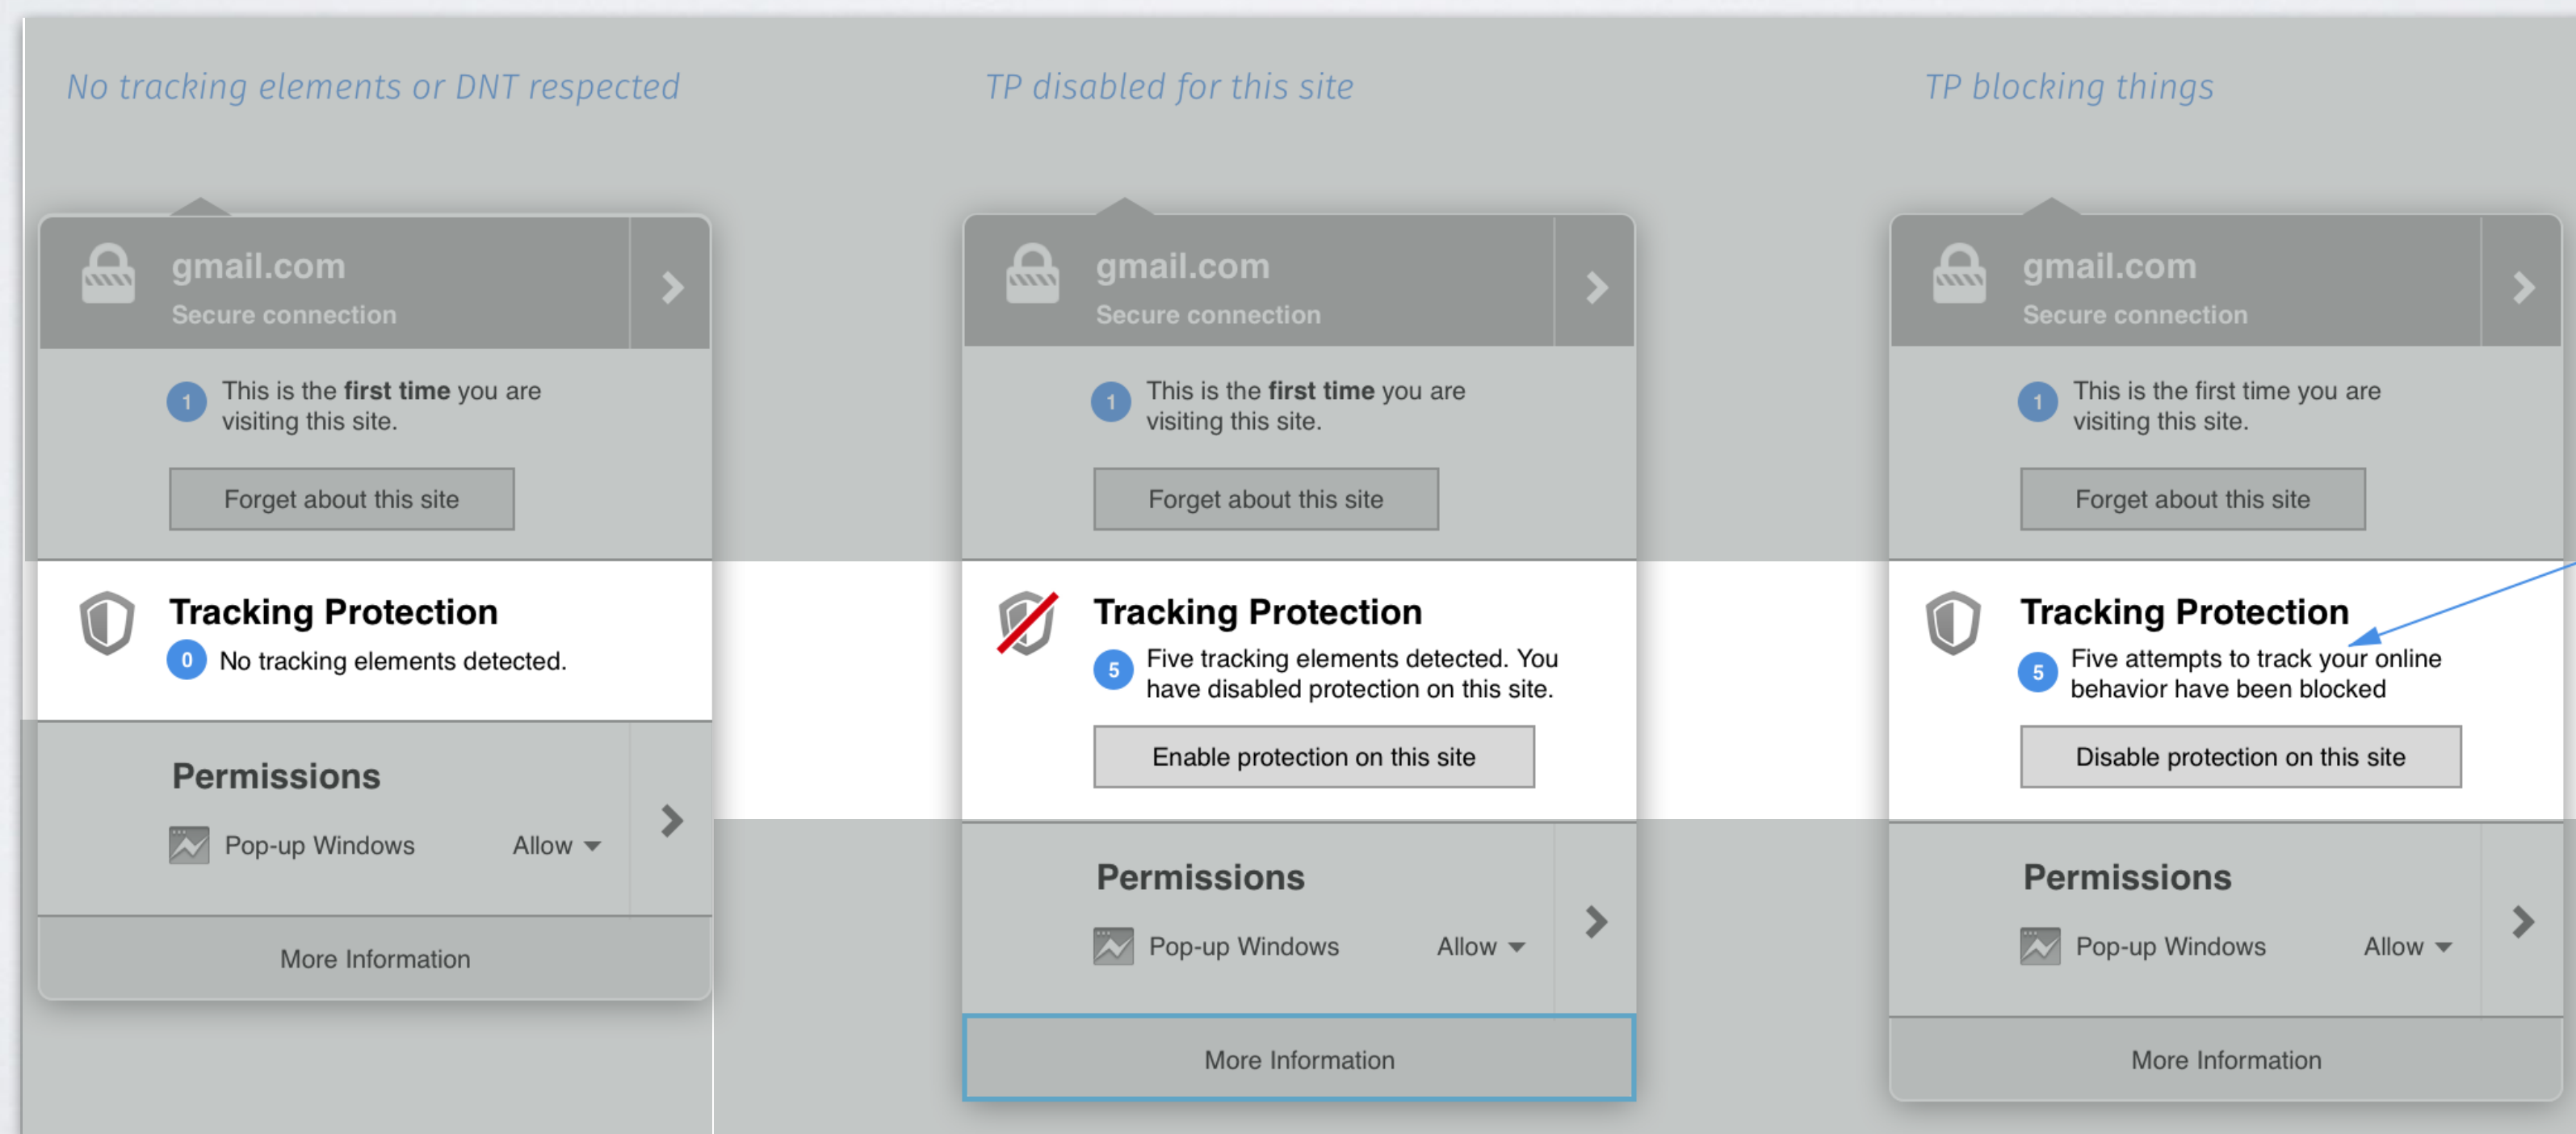 No tracking elements or DNT respected
gmail.com
Secure connection
1
This is the first time you are
visiting this site.
Forget about this site
Tracking Protection
0 No tracking elements detected.
Permissions
Pop-up Windows Allow
More Information
TP disabled for this site
gmail.com
Secure connection
1
This is the first time you are
visiting this site.
Forget about this site
Tracking Protection
5
Five tracking elements detected. You
have disabled protection on this site.
Enable protection on this site
Permissions
Pop-up Windows Allow
More Information
TP blocking things
gmail.com
Secure connection
1
This is the first time you are
visiting this site.
Forget about this site
Tracking Protection
5
Five attempts to track your online
behavior have been blocked
Disable protection on this site
Permissions
Pop-up Windows Allow
More Information